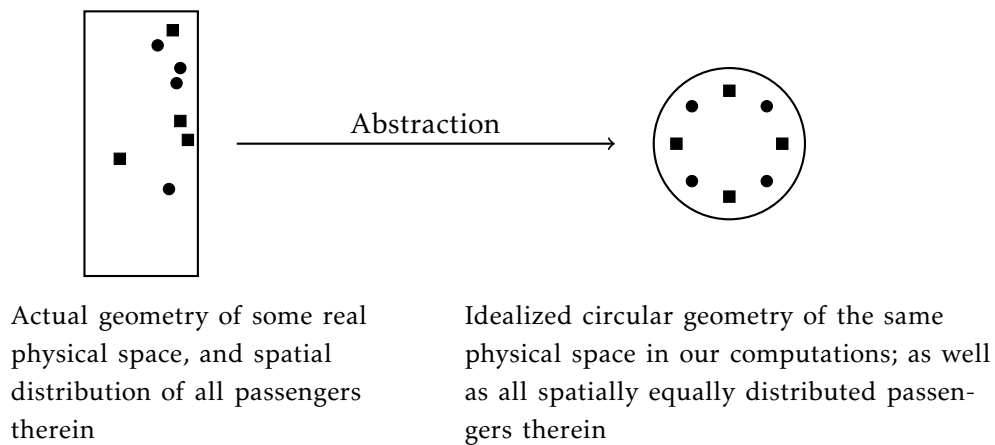 Abstraction
Actual geometry of some real
physical space, and spatial
distribution of all passengers
therein
Idealized circular geometry of the same
physical space in our computations; as well
as all spatially equally distributed passen-
gers therein